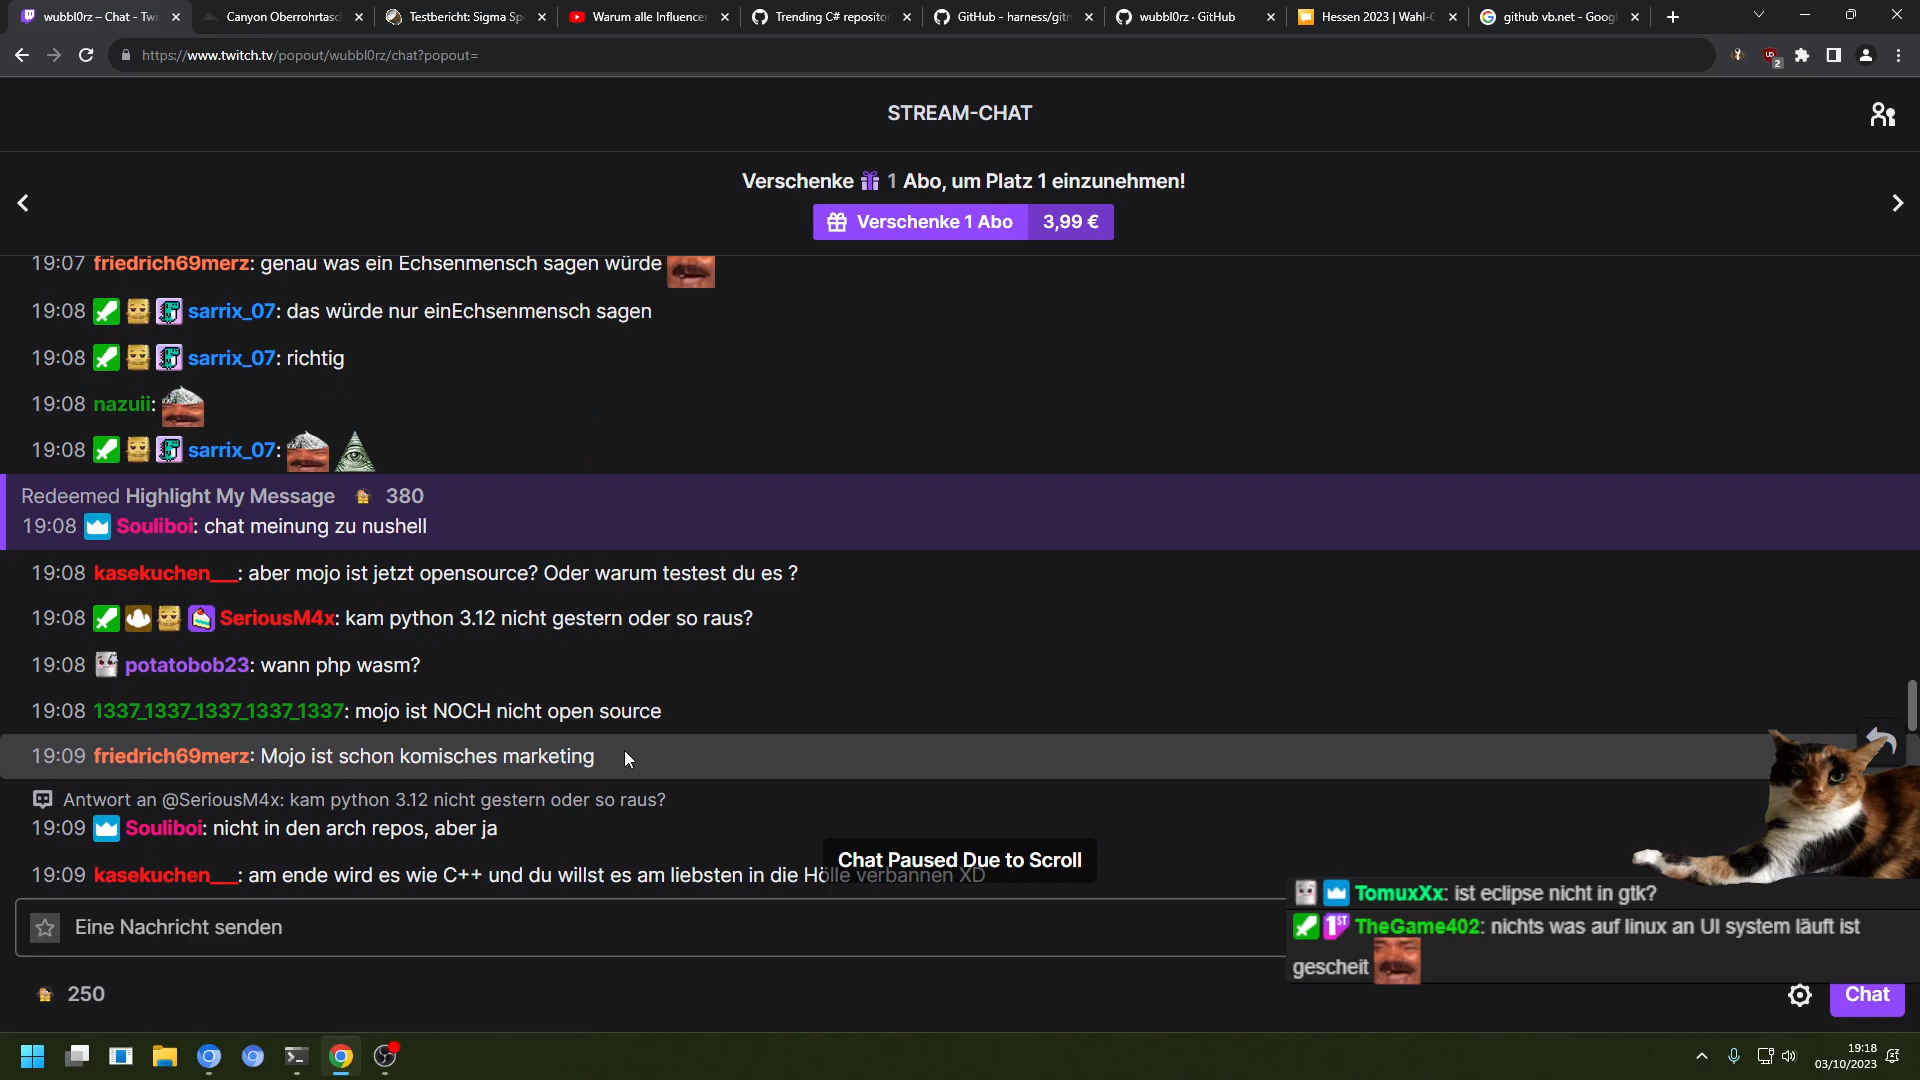 wubbl0rz – Chat - Twi
Canyon Oberrohrtasc
Testbericht: Sigma Sp
Warum alle Influence
Trending C# reposito
GitHub - harness/gitn
wubbl0rz · GitHub
Hessen 2023 | Wahl-O
github vb.net - Googl
https://www.twitch.tv/popout/wubbl0rz/chat?popout=
2
STREAM-CHAT
Verschenke 1 Abo, um Platz 1 einzunehmen!
Verschenke 1 Abo 3,99 €
19:07 friedrich69merz: genau was ein Echsenmensch sagen würde
19:08 sarrix_07: das würde nur einEchsenmensch sagen
19:08 sarrix_07: richtig
19:08 nazuii:
19:08 sarrix_07:
Redeemed Highlight My Message 380
19:08 Souliboi: chat meinung zu nushell
19:08 kasekuchen___: aber mojo ist jetzt opensource? Oder warum testest du es ?
19:08 SeriousM4x: kam python 3.12 nicht gestern oder so raus?
19:08 potatobob23: wann php wasm?
19:08 1337_1337_1337_1337_1337: mojo ist NOCH nicht open source
19:09 friedrich69merz: Mojo ist schon komisches marketing
Antwort an @SeriousM4x: kam python 3.12 nicht gestern oder so raus?
19:09 Souliboi: nicht in den arch repos, aber ja
Chat Paused Due to Scroll
19:09 kasekuchen___: am ende wird es wie C++ und du willst es am liebsten in die Hölle verbannen XD
TomuxXx: ist eclipse nicht in gtk?
1ST TheGame402: nichts was auf linux an UI system läuft ist
gescheit
Eine Nachricht senden
250
Chat
19:18
03/10/2023